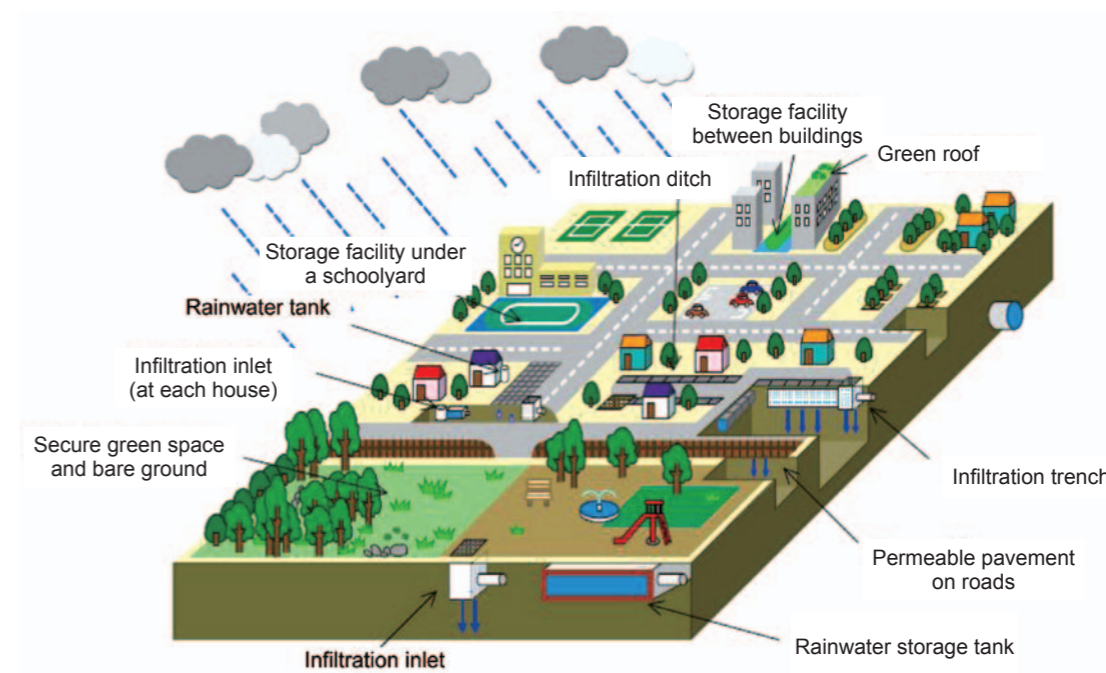 Storage facility
between buildings
Green roof
Infiltration ditch
Storage facility under
a schoolyard
Rainwater tank
Infiltration inlet
(at each house)
Secure green space
and bare ground
Infiltration trench
Permeable pavement
on roads
Rainwater storage tank
Infiltration inlet